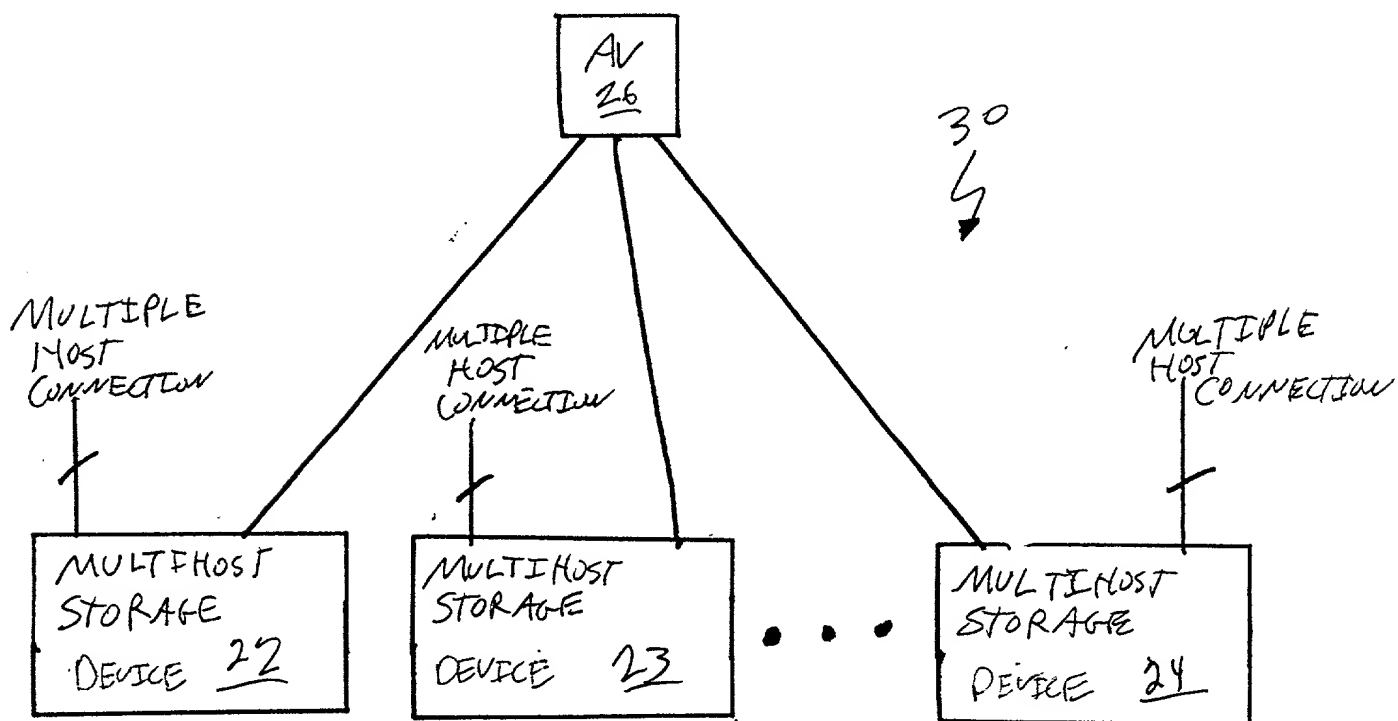 AV
26
30
MULTIPLE
HOST
CONNECTION
MULTIPLE
HOST
CONNECTION
MULTIPLE
HOST
CONNECTION
MULTIHOST
STORAGE
DEVICE 22
MULTIHOST
STORAGE
DEVICE 23
MULTIHOST
STORAGE
DEVICE 24